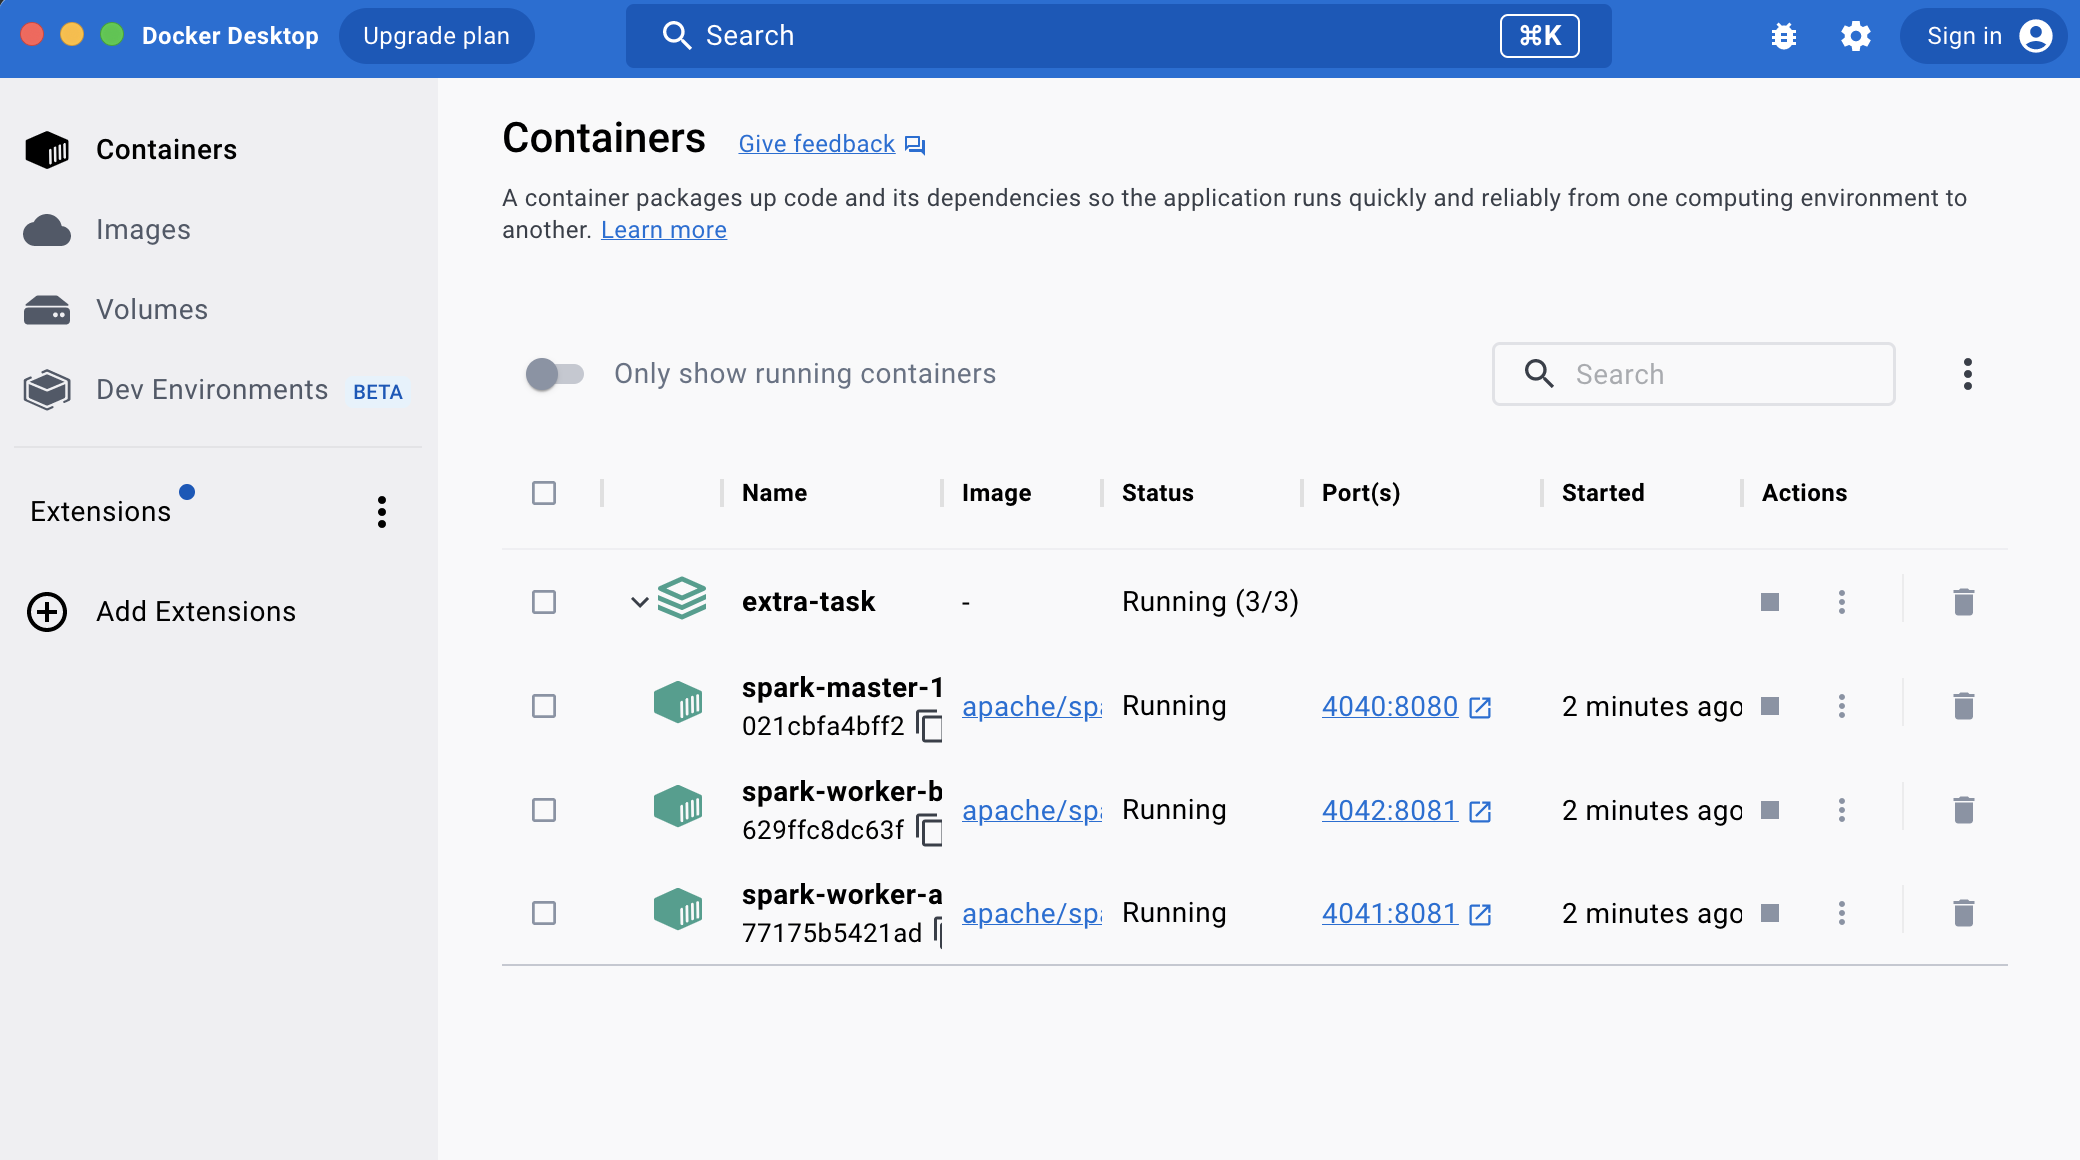 Docker Desktop Upgrade plan Search ⌘K Sign in
Containers
Images
Volumes
Dev Environments BETA
Extensions
Add Extensions
Containers Give feedback
A container packages up code and its dependencies so the application runs quickly and reliably from one computing environment to
another. Learn more
Only show running containers Search
Name Image Status Port(s) Started Actions
extra-task - Running (3/3)
spark-master-1
021cbfa4bff2 apache/spa Running 4040:8080 2 minutes ago
spark-worker-b
629ffc8dc63f apache/spa Running 4042:8081 2 minutes ago
spark-worker-a
77175b5421ad apache/spa Running 4041:8081 2 minutes ago